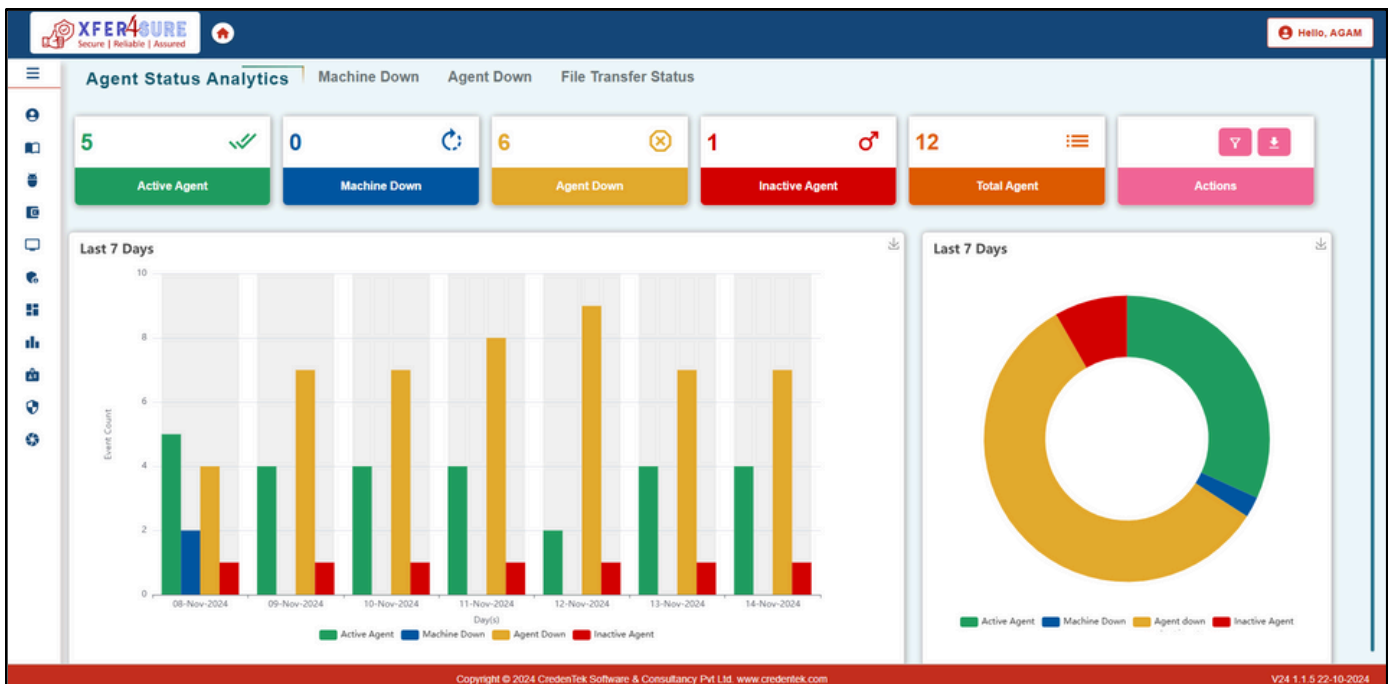 XFER4SURE
Secure | Reliable | Assured
Hello, AGAM
Agent Status Analytics Machine Down Agent Down File Transfer Status
5 0 6 1 12
Active Agent Machine Down Agent Down Inactive Agent Total Agent Actions
Last 7 Days
10
8
6
4
2
0
Event Count
08-Nov-2024 09-Nov-2024 10-Nov-2024 11-Nov-2024 12-Nov-2024 13-Nov-2024 14-Nov-2024
Day(s)
Active Agent Machine Down Agent Down Inactive Agent
Last 7 Days
Active Agent Machine Down Agent down Inactive Agent
Copyright © 2024 CredenTek Software & Consultancy Pvt Ltd. www.credentek.com V24 1.1.5 22-10-2024